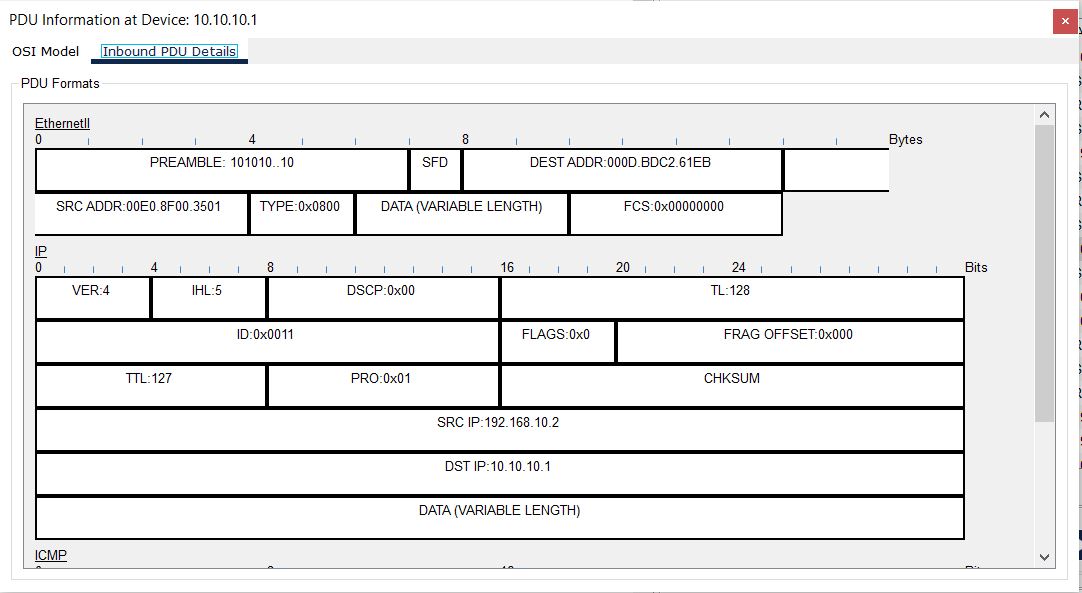 PDU Information at Device: 10.10.10.1
OSI Model Inbound PDU Details
PDU Formats
EthernetII
0 4 8 Bytes
PREAMBLE: 101010..10 SFD DEST ADDR:000D.BDC2.61EB
SRC ADDR:00E0.8F00.3501 TYPE:0x0800 DATA (VARIABLE LENGTH) FCS:0x00000000
IP
0 4 8 16 20 24 Bits
VER:4 IHL:5 DSCP:0x00 TL:128
ID:0x0011 FLAGS:0x0 FRAG OFFSET:0x000
TTL:127 PRO:0x01 CHKSUM
SRC IP:192.168.10.2
DST IP:10.10.10.1
DATA (VARIABLE LENGTH)
ICMP